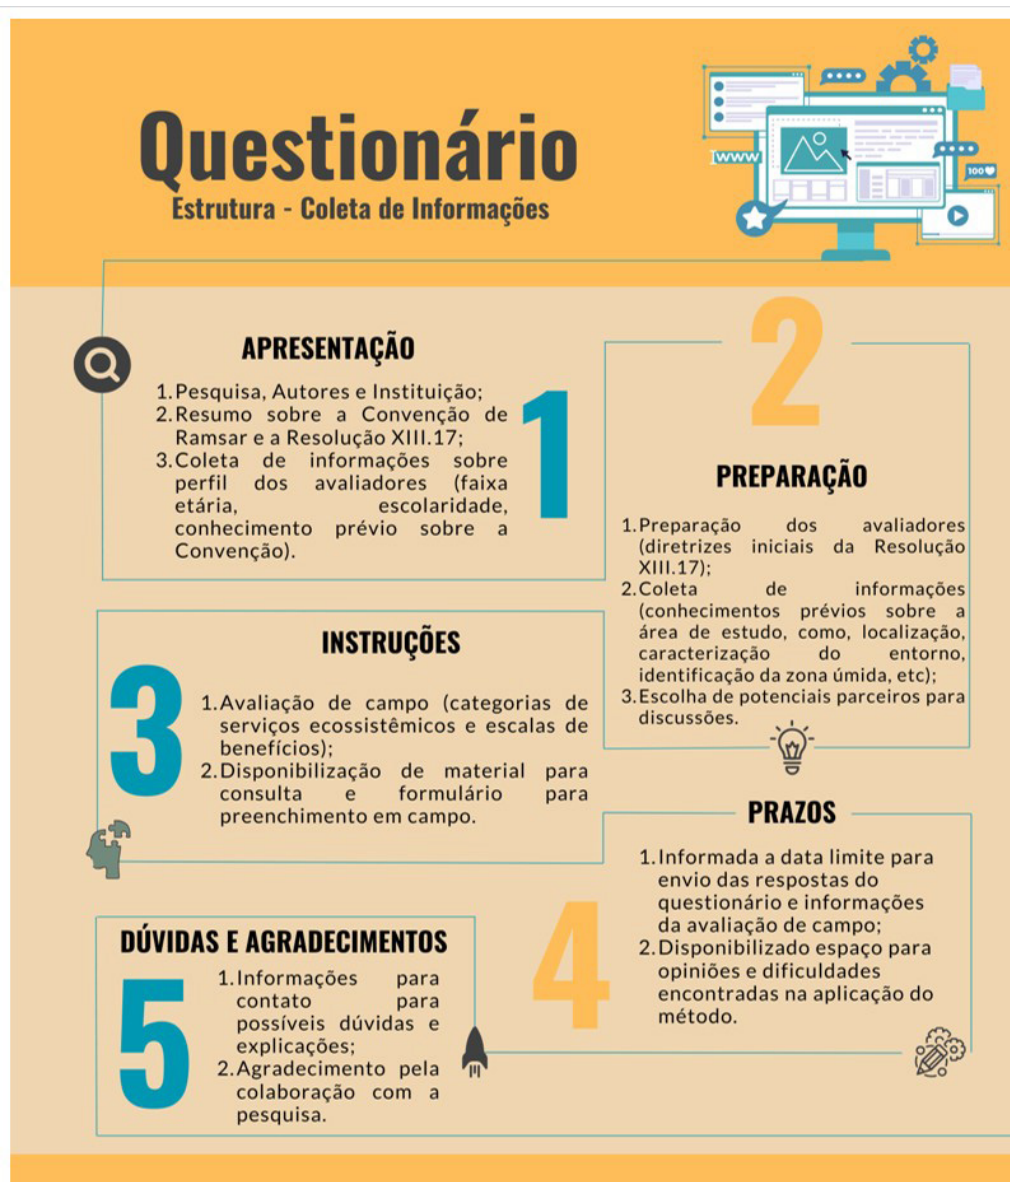 Questionário
Estrutura - Coleta de Informações
www
100
APRESENTAÇÃO
1
1.Pesquisa, Autores e Instituição;
2.Resumo sobre a Convenção de
Ramsar e a Resolução XIII.17;
3.Coleta de informações sobre
perfil dos avaliadores (faixa
etária, escolaridade,
conhecimento prévio sobre a
Convenção).
2
PREPARAÇÃO
1.Preparação dos avaliadores
(diretrizes iniciais da Resolução
XIII.17);
2.Coleta de informações
(conhecimentos prévios sobre a
área de estudo, como, localização,
caracterização do entorno,
identificação da zona úmida, etc);
3.Escolha de potenciais parceiros para
discussões.
3
INSTRUÇÕES
1.Avaliação de campo (categorias de
serviços ecossistêmicos e escalas de
benefícios);
2.Disponibilização de material para
consulta e formulário para
preenchimento em campo.
4
PRAZOS
1.Informada a data limite para
envio das respostas do
questionário e informações
da avaliação de campo;
2.Disponibilizado espaço para
opiniões e dificuldades
encontradas na aplicação do
método.
5
DÚVIDAS E AGRADECIMENTOS
1.Informações para
contato para
possíveis dúvidas e
explicações;
2.Agradecimento pela
colaboração com a
pesquisa.